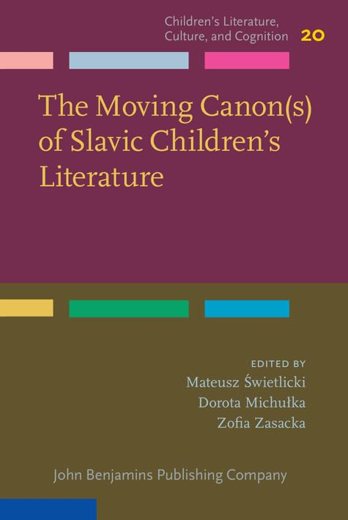 Children's Literature,
Culture, and Cognition 20
The Moving Canon(s)
of Slavic Children's
Literature
EDITED BY
Mateusz Świetlicki
Dorota Michułka
Zofia Zasacka
John Benjamins Publishing Company